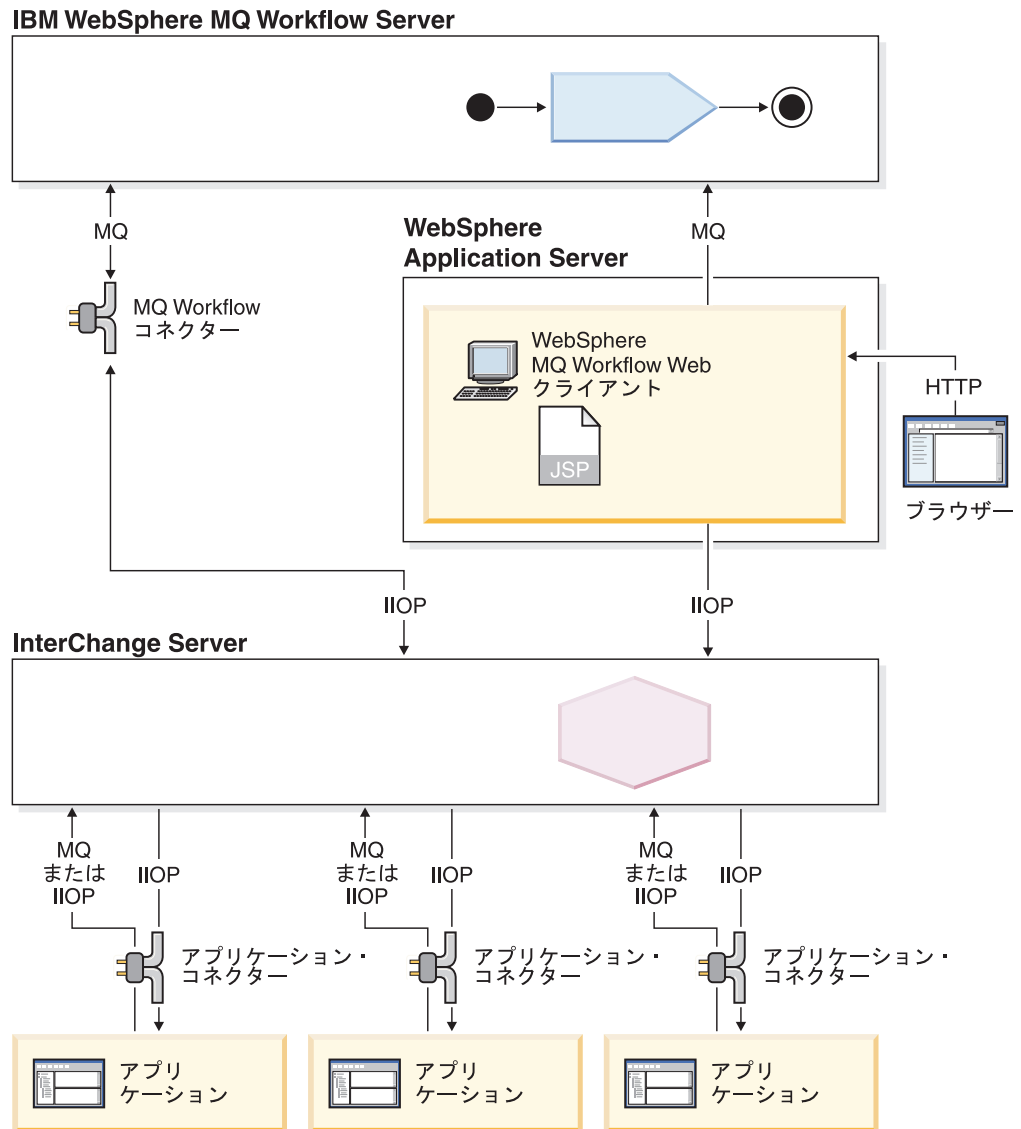 IBM WebSphere MQ Workflow Server
MQ
MQ
WebSphere
Application Server
MQ Workflow
コネクター
WebSphere
MQ Workflow Web
クライアント
JSP
HTTP
ブラウザー
IIOP
IIOP
InterChange Server
MQ
または
IIOP
IIOP
MQ
または
IIOP
IIOP
MQ
または
IIOP
IIOP
アプリケーション・
コネクター
アプリケーション・
コネクター
アプリケーション・
コネクター
アプリ
ケーション
アプリ
ケーション
アプリ
ケーション